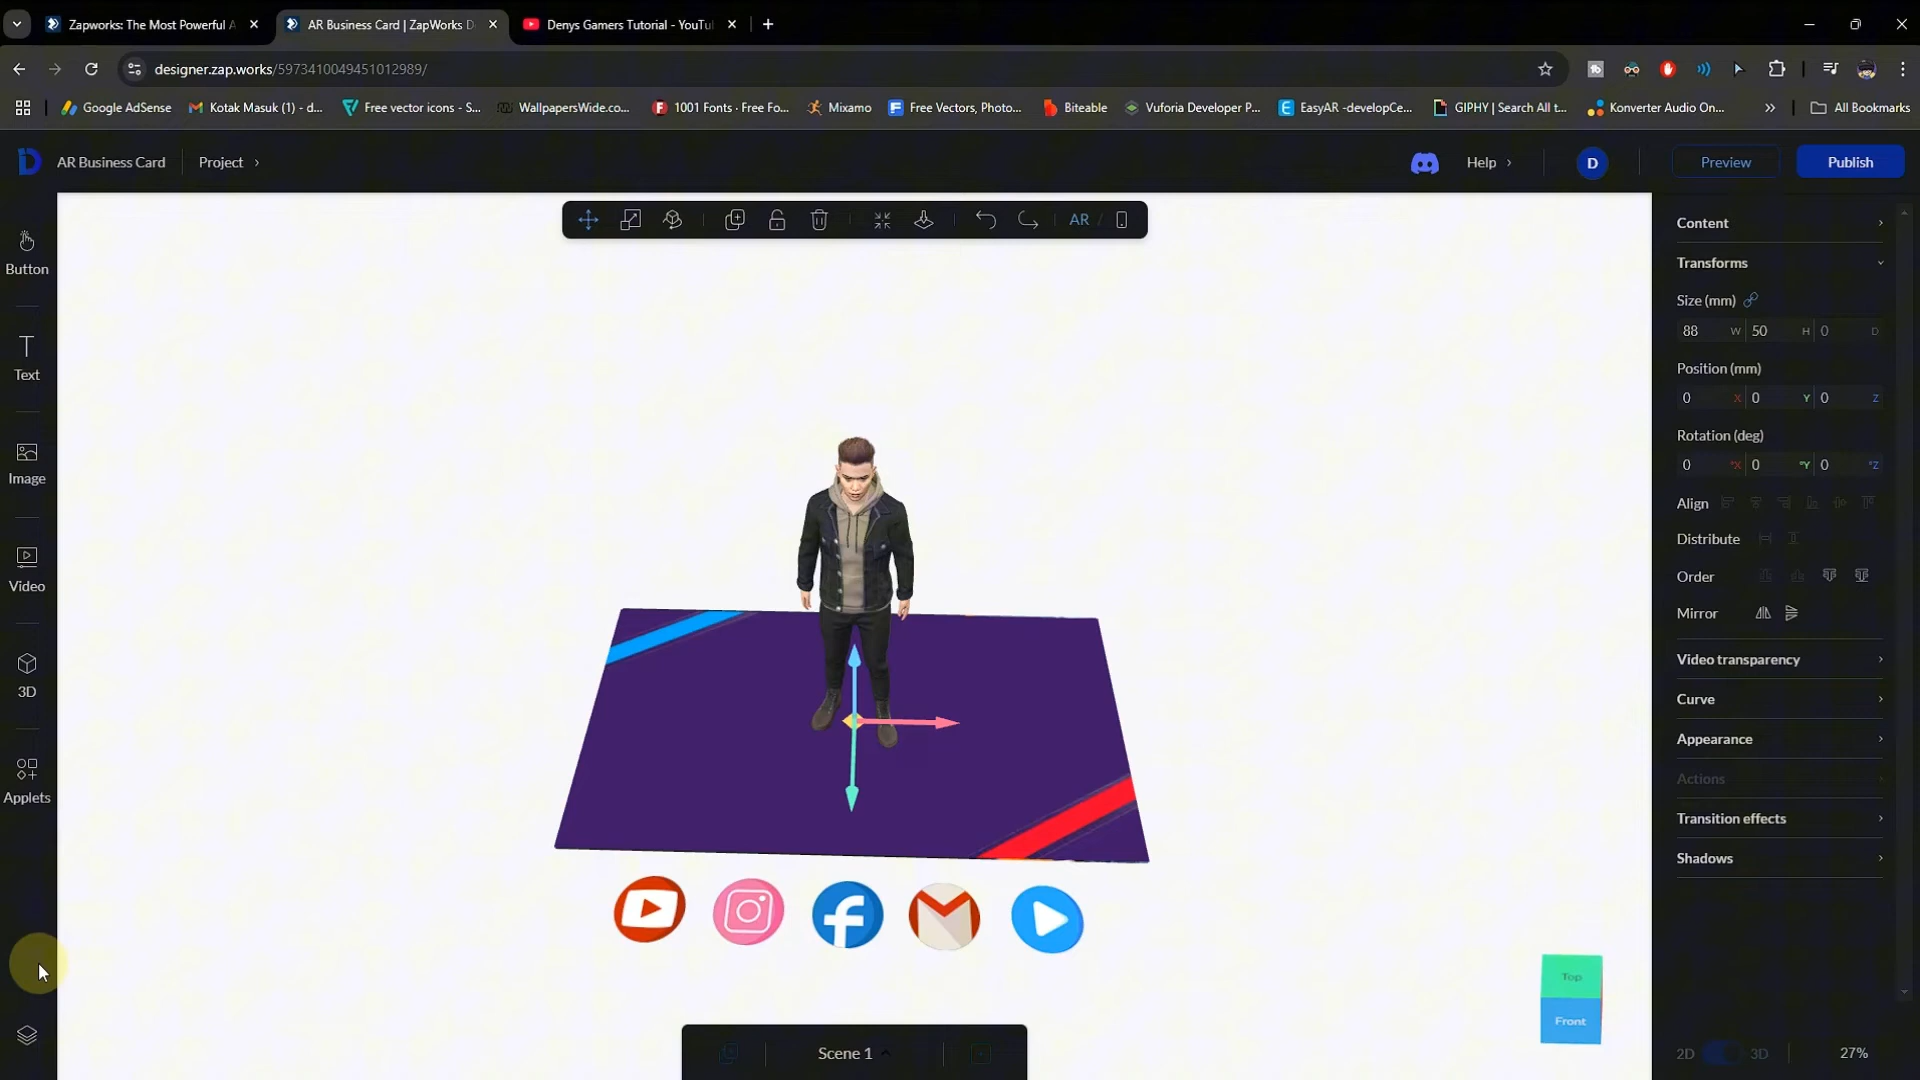 Zapworks: The Most Powerful A
AR Business Card | ZapWorks D
Denys Gamers Tutorial - YouTu
designer.zap.works/5973410049451012989/
Google AdSense
Kotak Masuk (1) - d...
Free vector icons - S...
WallpapersWide.co...
1001 Fonts · Free Fo...
Mixamo
Free Vectors, Photo...
Biteable
Vuforia Developer P...
EasyAR -developCe...
GIPHY | Search All t...
Konverter Audio On...
All Bookmarks
AR Business Card
Project
Help
D
Preview
Publish
AR
Button
Text
Image
Video
3D
Applets
Content
Transforms
Size (mm)
88 W 50 H 0 D
Position (mm)
0 X 0 Y 0 Z
Rotation (deg)
0 °X 0 °Y 0 °Z
Align
Distribute
Order
Mirror
Video transparency
Curve
Appearance
Actions
Transition effects
Shadows
Top
Front
Scene 1
2D 3D 27%